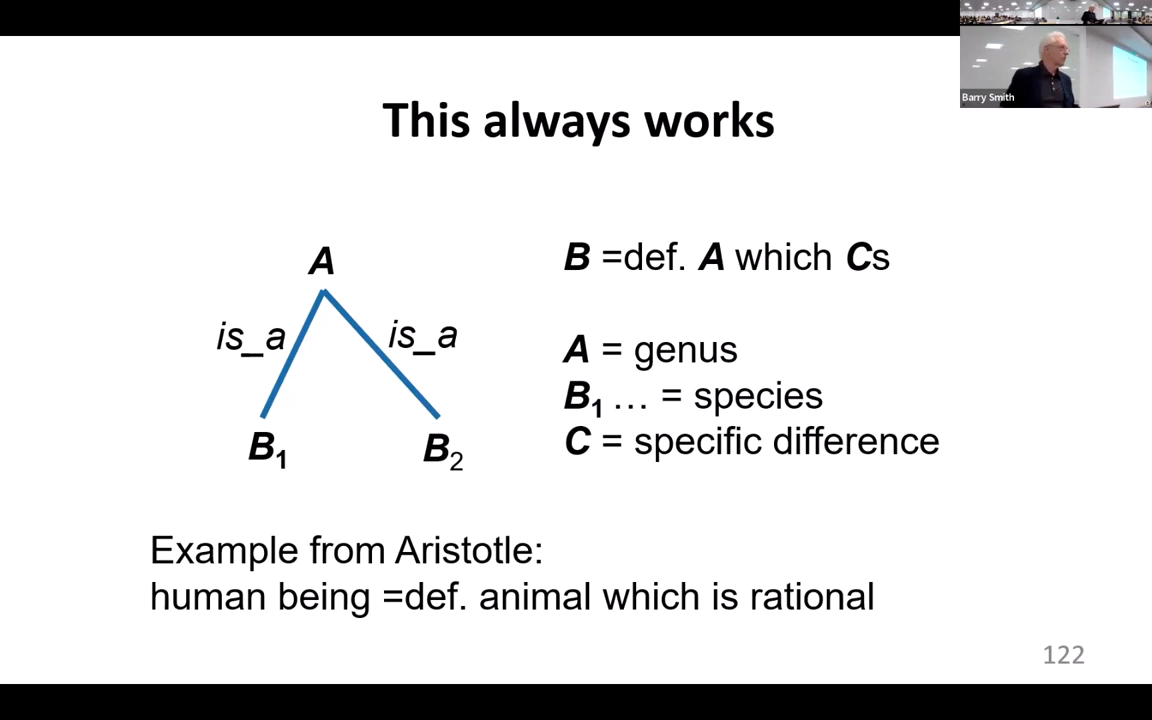 Barry Smith
This always works
A
is_a
is_a
B₁
B₂
B =def. A which Cs
A = genus
B₁ … = species
C = specific difference
Example from Aristotle:
human being =def. animal which is rational
122